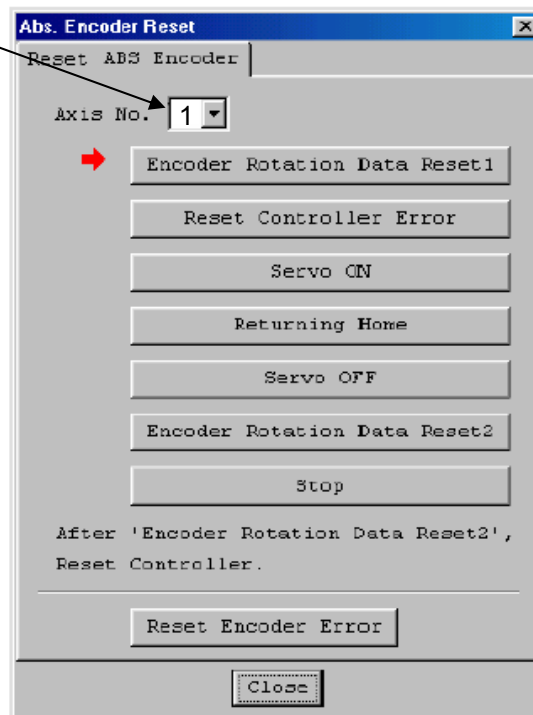 Abs. Encoder Reset
Reset ABS Encoder
Axis No. 1
Encoder Rotation Data Reset1
Reset Controller Error
Servo ON
Returning Home
Servo OFF
Encoder Rotation Data Reset2
Stop
After 'Encoder Rotation Data Reset2',
Reset Controller.
Reset Encoder Error
Close